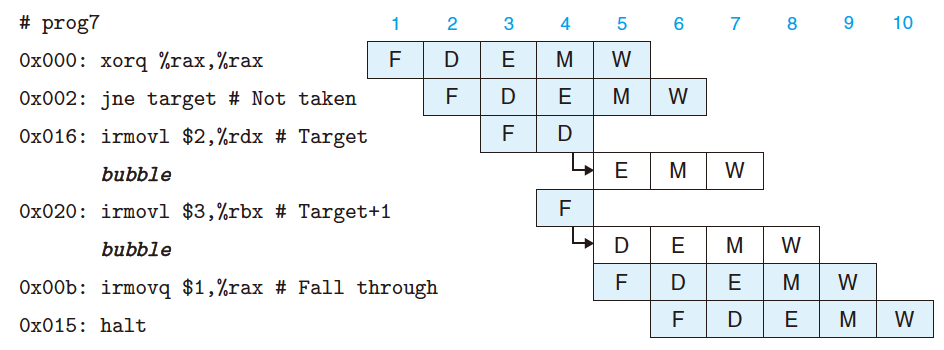 # prog7 1 2 3 4 5 6 7 8 9 10
0x000: xorq %rax,%rax F D E M W
0x002: jne target # Not taken F D E M W
0x016: irmovl $2,%rdx # Target F D
bubble E M W
0x020: irmovl $3,%rbx # Target+1 F
bubble D E M W
0x00b: irmovq $1,%rax # Fall through F D E M W
0x015: halt F D E M W